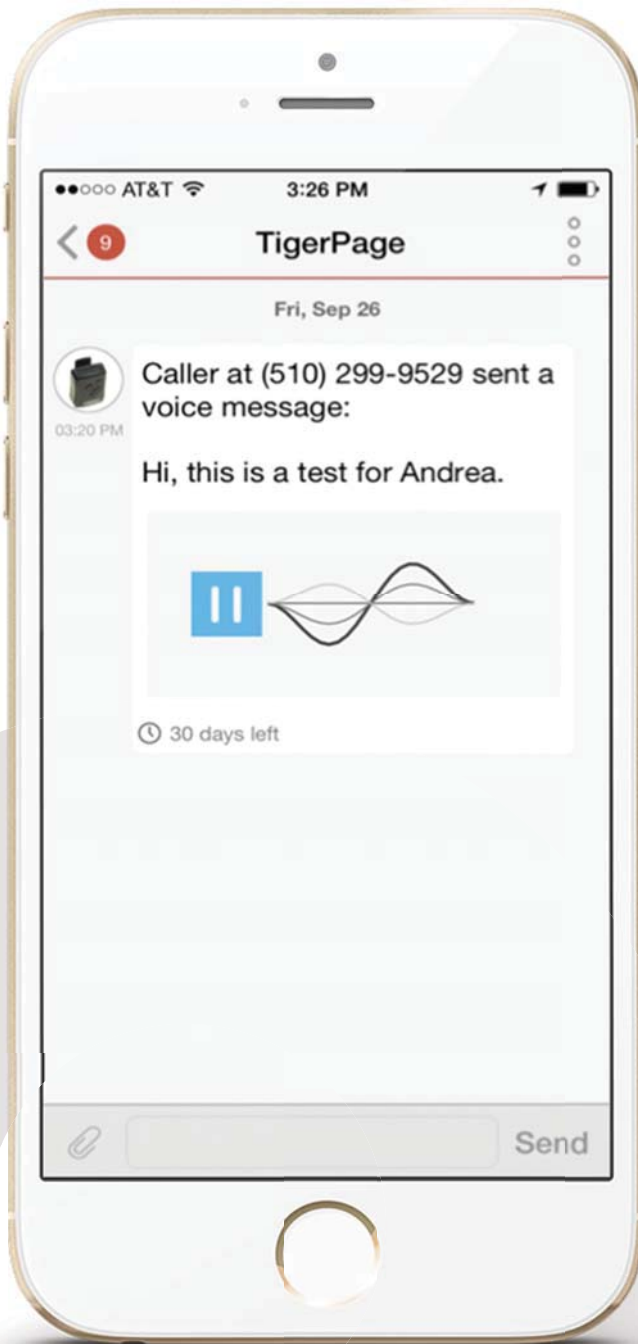 ●●○○○ AT&T 3:26 PM
9 TigerPage
Fri, Sep 26
Caller at (510) 299-9529 sent a
voice message:
03:20 PM
Hi, this is a test for Andrea.
30 days left
Send